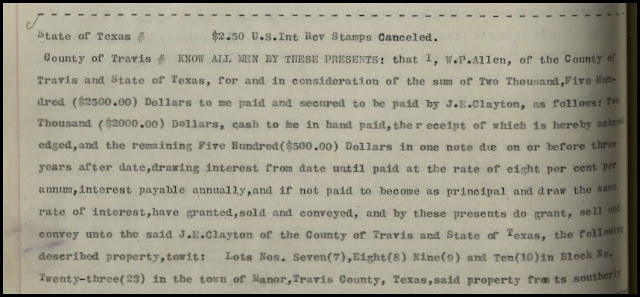 State of Texas #            $2.50 U.S.Int Rev Stamps Canceled.
County of Travis #  KNOW ALL MEN BY THESE PRESENTS: that I, W.P.Allen, of the County of
Travis and State of Texas, for and in consideration of the sum of Two Thousand,Five Hun-
dred ($2500.00) Dollars to me paid and secured to be paid by J.E.Clayton, as follows: Two
Thousand ($2000.00) Dollars, cash to me in hand paid,the r ceipt of which is hereby acknowl
edged,and the remaining Five Hundred($500.00) Dollars in one note due on or before three
years after date,drawing interest from date until paid at the rate of eight per cent per
annum,interest payable annually,and if not paid to become as principal and draw the same
rate of interest,have granted,sold and conveyed, and by these presents do grant, sell and
convey unto the said J.E.Clayton of the County of Travis and State of Texas, the following
described property,towit:   Lots Nos. Seven(7),Eight(8) Nine(9) and Ten(10)in Block No.
Twenty-three(23) in the town of Manor,Travis County, Texas,said property fronts southerly